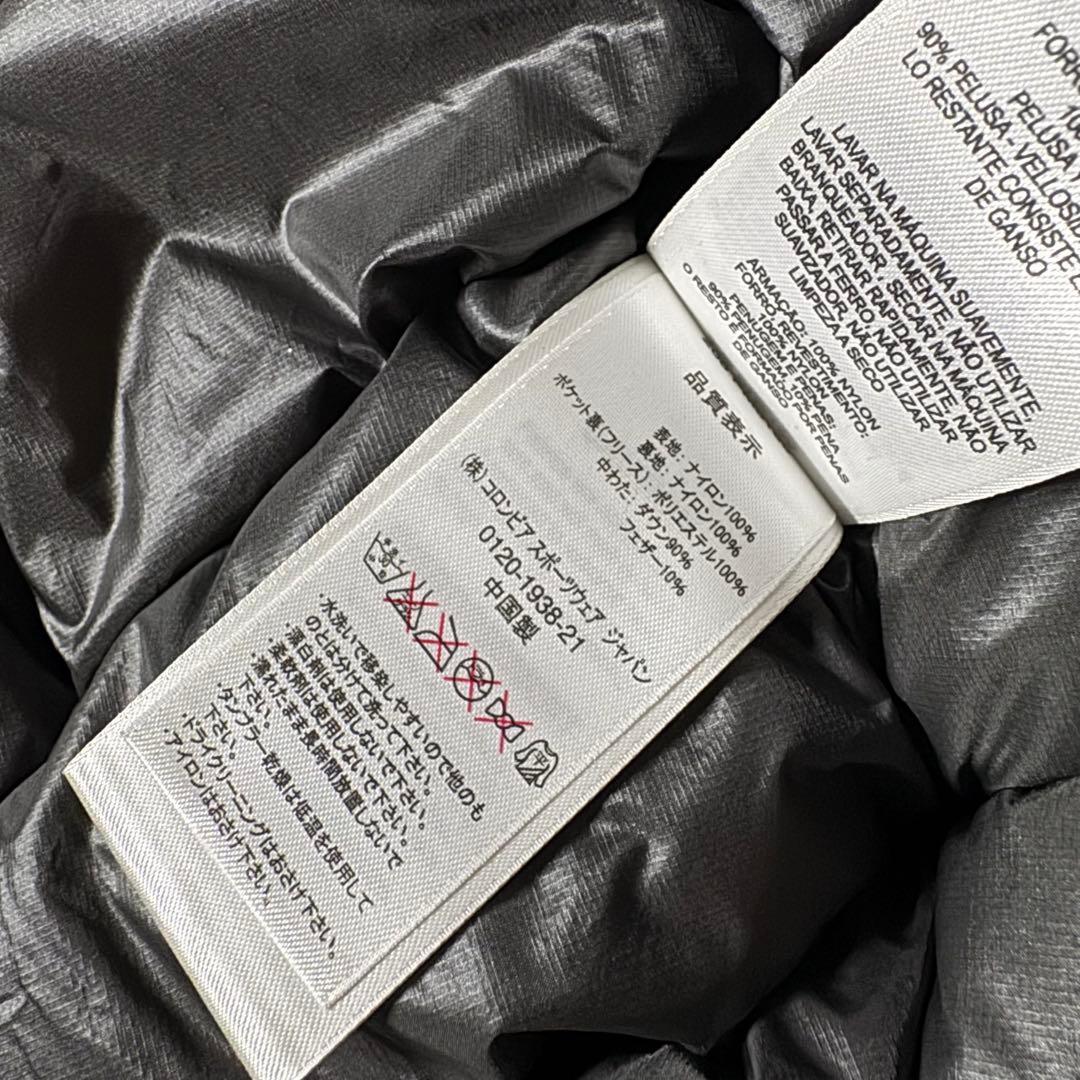 FORRO
90% PELUSA - VELLOSI
PELUSA
LO RESTANTE CONSISTE
DE GANSO
LAVAR NA MÁQUINA SUAVEMENTE
LAVAR SEPARADAMENTE, NÃO UTILIZAR
BRANQUEADOR, SECAR NA MÁQUINA
BAIXA, RETIRAR RAPIDAMENTE, NÃO
PASSAR A FERRO, NÃO UTILIZAR
SUAVIZADOR, NÃO UTILIZAR
LIMPEZA A SECO
ARMAÇÃO, REVESTIMENTO:
FORRO: 100% NYLON
100% NYLON
PENUGEM E PENAS:
90% PENUGEM DE GANSO
O RESTO É
品質表示
表地：ナイロン100%
裏地：ナイロン100%
ポケット裏(フリース)：ポリエステル100%
中わた：ダウン90%
フェザー10%
(株)コロンビアスポーツウェア ジャパン
0120-1938-21
中国製
・水洗いで移染しやすいので他のも
のとは分けて洗って下さい。
・漂白剤は使用しないで下さい。
・柔軟剤は使用しないで下さい。
・濡れたまま長時間放置しないで
下さい。
・タンブラー乾燥は低温を使用して
下さい。
・ドライクリーニングはおさけ下さい。
・アイロンはおさけ下さい。